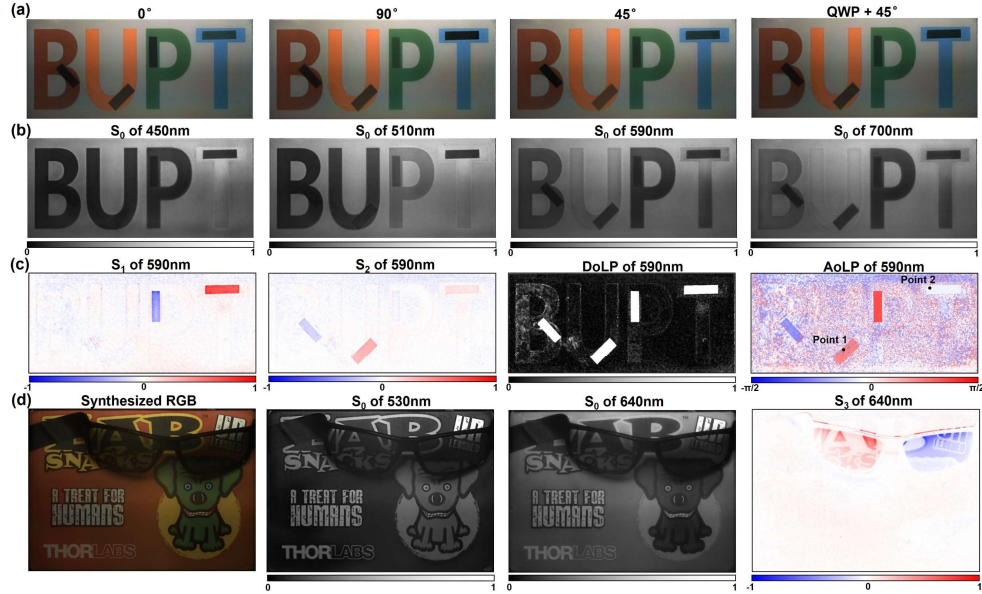 (a) 0° 90° 45° QWP + 45°
BUPT BUPT BUPT BUPT
(b) S₀ of 450nm S₀ of 510nm S₀ of 590nm S₀ of 700nm
BUPT BUPT BUPT BUPT
0 1 0 1 0 1 0 1
(c) S₁ of 590nm S₂ of 590nm DoLP of 590nm AoLP of 590nm
Point 2
Point 1
-1 0 1 -1 0 1 0 1 -π/2 0 π/2
(d) Synthesized RGB S₀ of 530nm S₀ of 640nm S₃ of 640nm
SNACKS SNACKS SNACKS
A TREAT FOR A TREAT FOR A TREAT FOR
HUMANS HUMANS HUMANS
THORLABS THORLABS THORLABS
0 1 0 1 -1 0 1